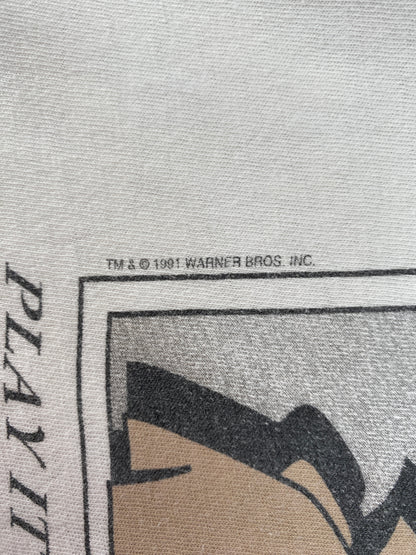 TM & © 1991 WARNER BROS. INC.
PLAY IT